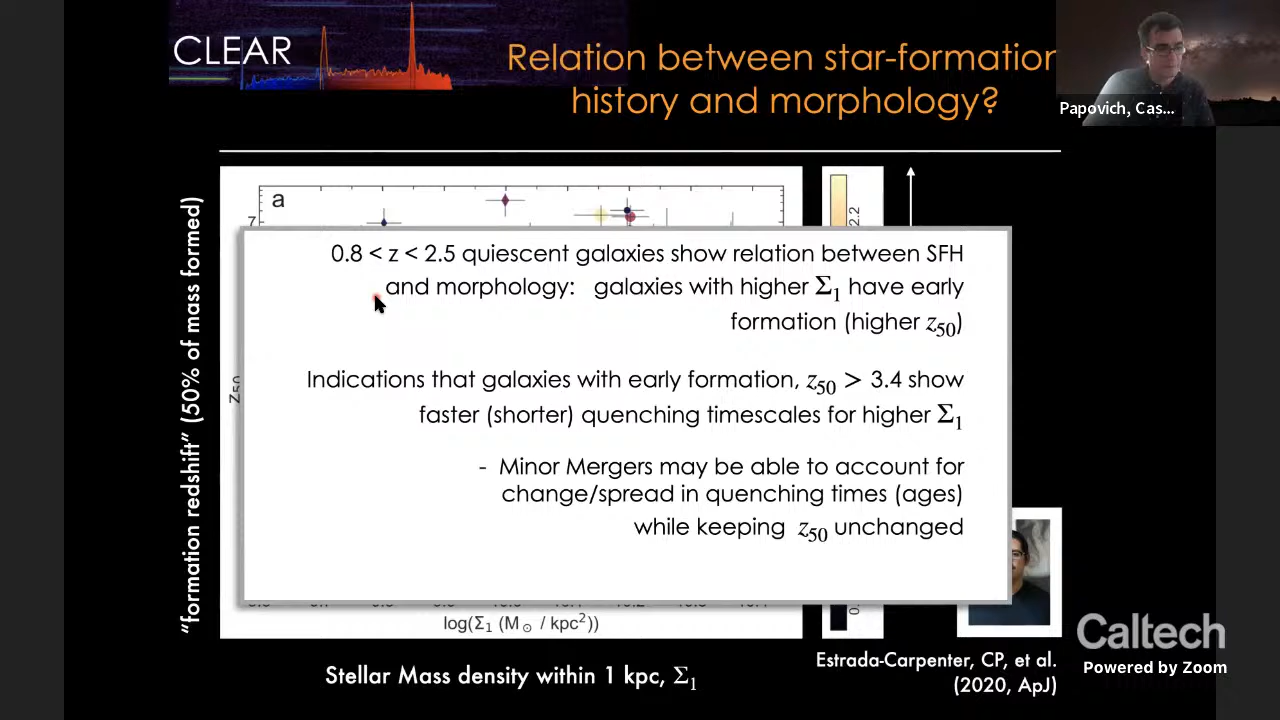 CLEAR
Relation between star-formation
history and morphology?
Papovich, Cas...
a
7
2.2
0.8 < z < 2.5 quiescent galaxies show relation between SFH
and morphology: galaxies with higher Σ₁ have early
formation (higher z₅₀)
Indications that galaxies with early formation, z₅₀ > 3.4 show
faster (shorter) quenching timescales for higher Σ₁
- Minor Mergers may be able to account for
change/spread in quenching times (ages)
while keeping z₅₀ unchanged
"formation redshift" (50% of mass formed)
z₅₀
log(Σ₁ (M☉ / kpc²))
Stellar Mass density within 1 kpc, Σ₁
Estrada-Carpenter, CP, et al.
(2020, ApJ)
Caltech
Powered by Zoom